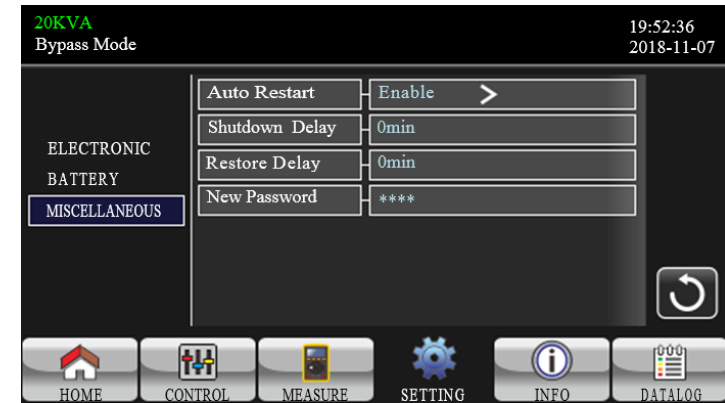 20KVA
Bypass Mode
19:52:36
2018-11-07
ELECTRONIC
BATTERY
MISCELLANEOUS
Auto Restart Enable >
Shutdown Delay 0min
Restore Delay 0min
New Password ****
HOME CONTROL MEASURE SETTING INFO DATALOG